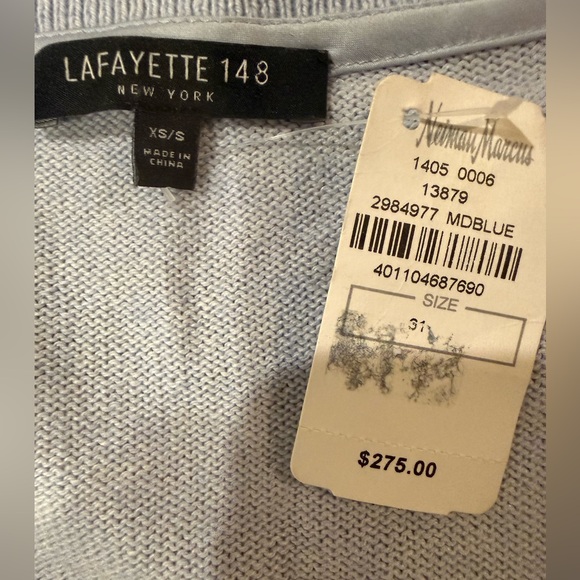 LAFAYETTE 148
NEW YORK
XS/S
MADE IN
CHINA
Neiman Marcus
1405 0006
13879
2984977 MDBLUE
401104687690
SIZE
$275.00